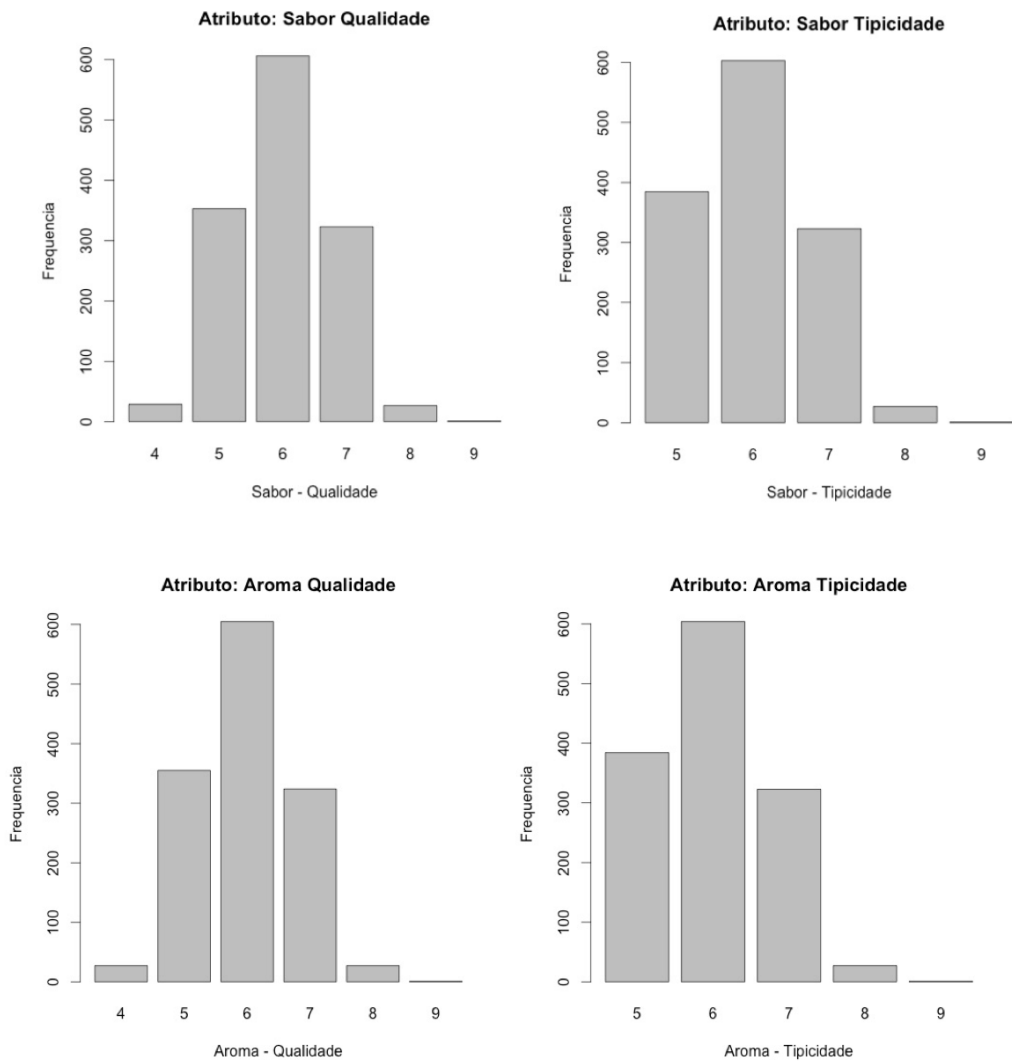 Atributo: Sabor Qualidade
Frequencia
0 100 200 300 400 500 600
4 5 6 7 8 9
Sabor - Qualidade
Atributo: Sabor Tipicidade
Frequencia
0 100 200 300 400 500 600
5 6 7 8 9
Sabor - Tipicidade
Atributo: Aroma Qualidade
Frequencia
0 100 200 300 400 500 600
4 5 6 7 8 9
Aroma - Qualidade
Atributo: Aroma Tipicidade
Frequencia
0 100 200 300 400 500 600
5 6 7 8 9
Aroma - Tipicidade